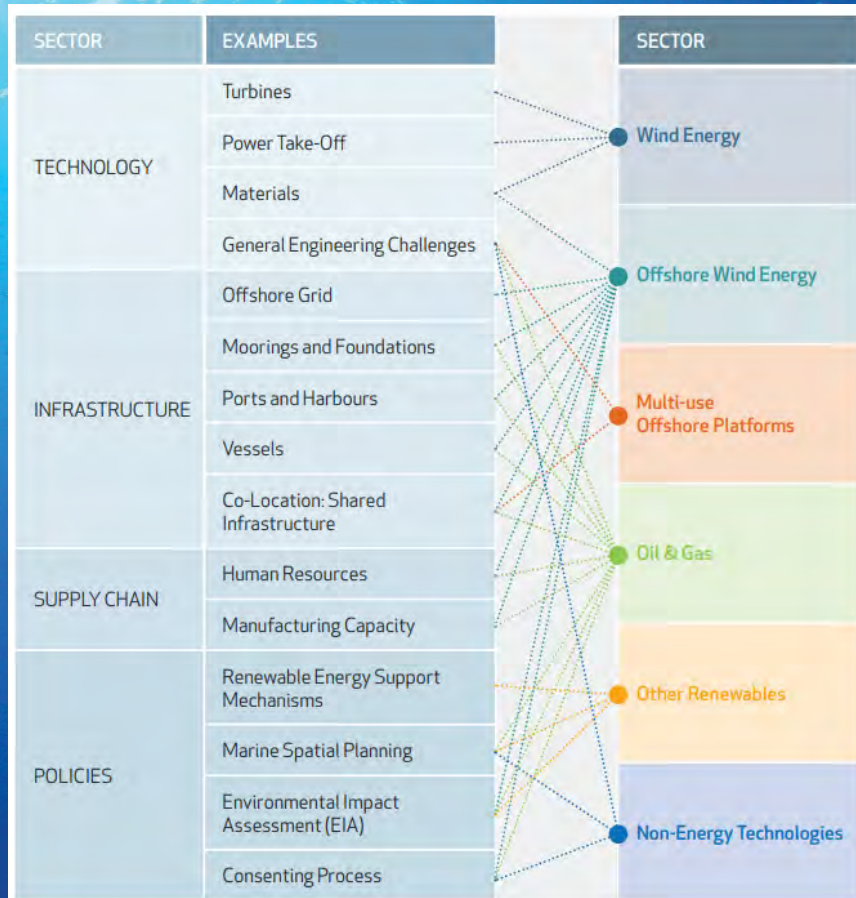 SECTOR
EXAMPLES
SECTOR
TECHNOLOGY
Turbines
Power Take-Off
Materials
General Engineering Challenges
INFRASTRUCTURE
Offshore Grid
Moorings and Foundations
Ports and Harbours
Vessels
Co-Location: Shared
Infrastructure
SUPPLY CHAIN
Human Resources
Manufacturing Capacity
POLICIES
Renewable Energy Support
Mechanisms
Marine Spatial Planning
Environmental Impact
Assessment (EIA)
Consenting Process
Wind Energy
Offshore Wind Energy
Multi-use
Offshore Platforms
Oil & Gas
Other Renewables
Non-Energy Technologies